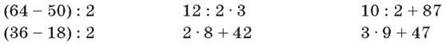 (64 – 50) : 2    12 : 2 · 3    10 : 2 + 87
(36 – 18) : 2    2 · 8 + 42    3 · 9 + 47